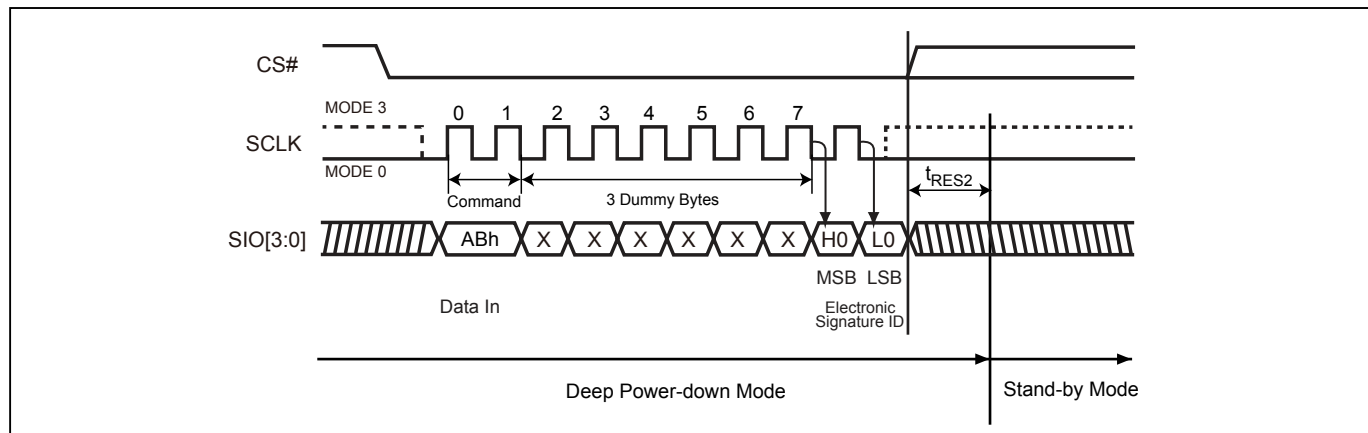 CS#
MODE 3
0 1 2 3 4 5 6 7
SCLK
MODE 0
tRES2
Command
3 Dummy Bytes
SIO[3:0]
ABh X X X X X X H0 L0
MSB LSB
Data In
Electronic
Signature ID
Deep Power-down Mode
Stand-by Mode